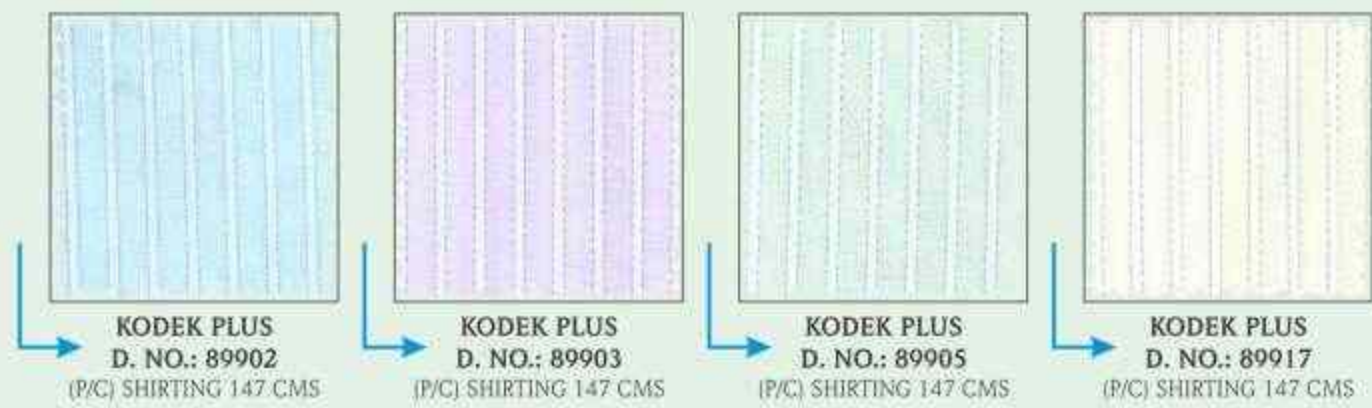 KODEK PLUS
D. NO.: 89902
(P/C) SHIRTING 147 CMS
KODEK PLUS
D. NO.: 89903
(P/C) SHIRTING 147 CMS
KODEK PLUS
D. NO.: 89905
(P/C) SHIRTING 147 CMS
KODEK PLUS
D. NO.: 89917
(P/C) SHIRTING 147 CMS